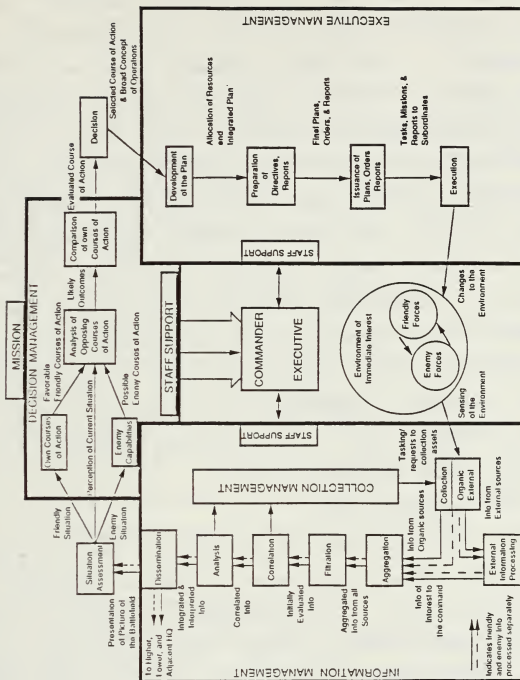 MISSION
DECISION MANAGEMENT
Situation
Assessment
Presentation
of Picture of
the Battlefield
Friendly
Situation
Enemy
Situation
Own Courses
of Action
Perception of Current Situation
Enemy
Capabilities
Favorable
Friendly Courses of Action
Possible
Enemy Courses of Action
Analysis of
Opposing
Courses
of Action
Likely
Outcomes
Comparison
of own
Courses of
Action
Evaluated Course
of Action
Decision
Selected Course of Action
& Broad Concept
of Operations
STAFF SUPPORT
EXECUTIVE MANAGEMENT
Development
of the Plan
Allocation of Resources
and
Integrated Plan
Preparation
of
Directives,
Reports
Final Plans,
Orders, & Reports
Issuance of
Plans, Orders
Reports
Tasks, Missions, &
Reports to
Subordinates
Execution
STAFF SUPPORT
COMMANDER
EXECUTIVE
STAFF SUPPORT
Environment of
Immediate Interest
Friendly
Forces
Enemy
Forces
Changes
to the
Environment
Sensing
of the
Environment
INFORMATION MANAGEMENT
COLLECTION MANAGEMENT
Tasking/
requests to
collection
assets
Collection
Organic
External
Info from
External sources
Info from
Organic sources
External
Information
Processing
Info of
Interest to
the command
Aggregation
Aggregated
Info from all
Sources
Filtration
Initially
Evaluated
Info
Correlation
Correlated
Info
Analysis
Integrated &
Interpreted
Info
Dissemination
To Higher,
Lower, and
Adjacent HQ
Indicates friendly
and enemy info
processed separately